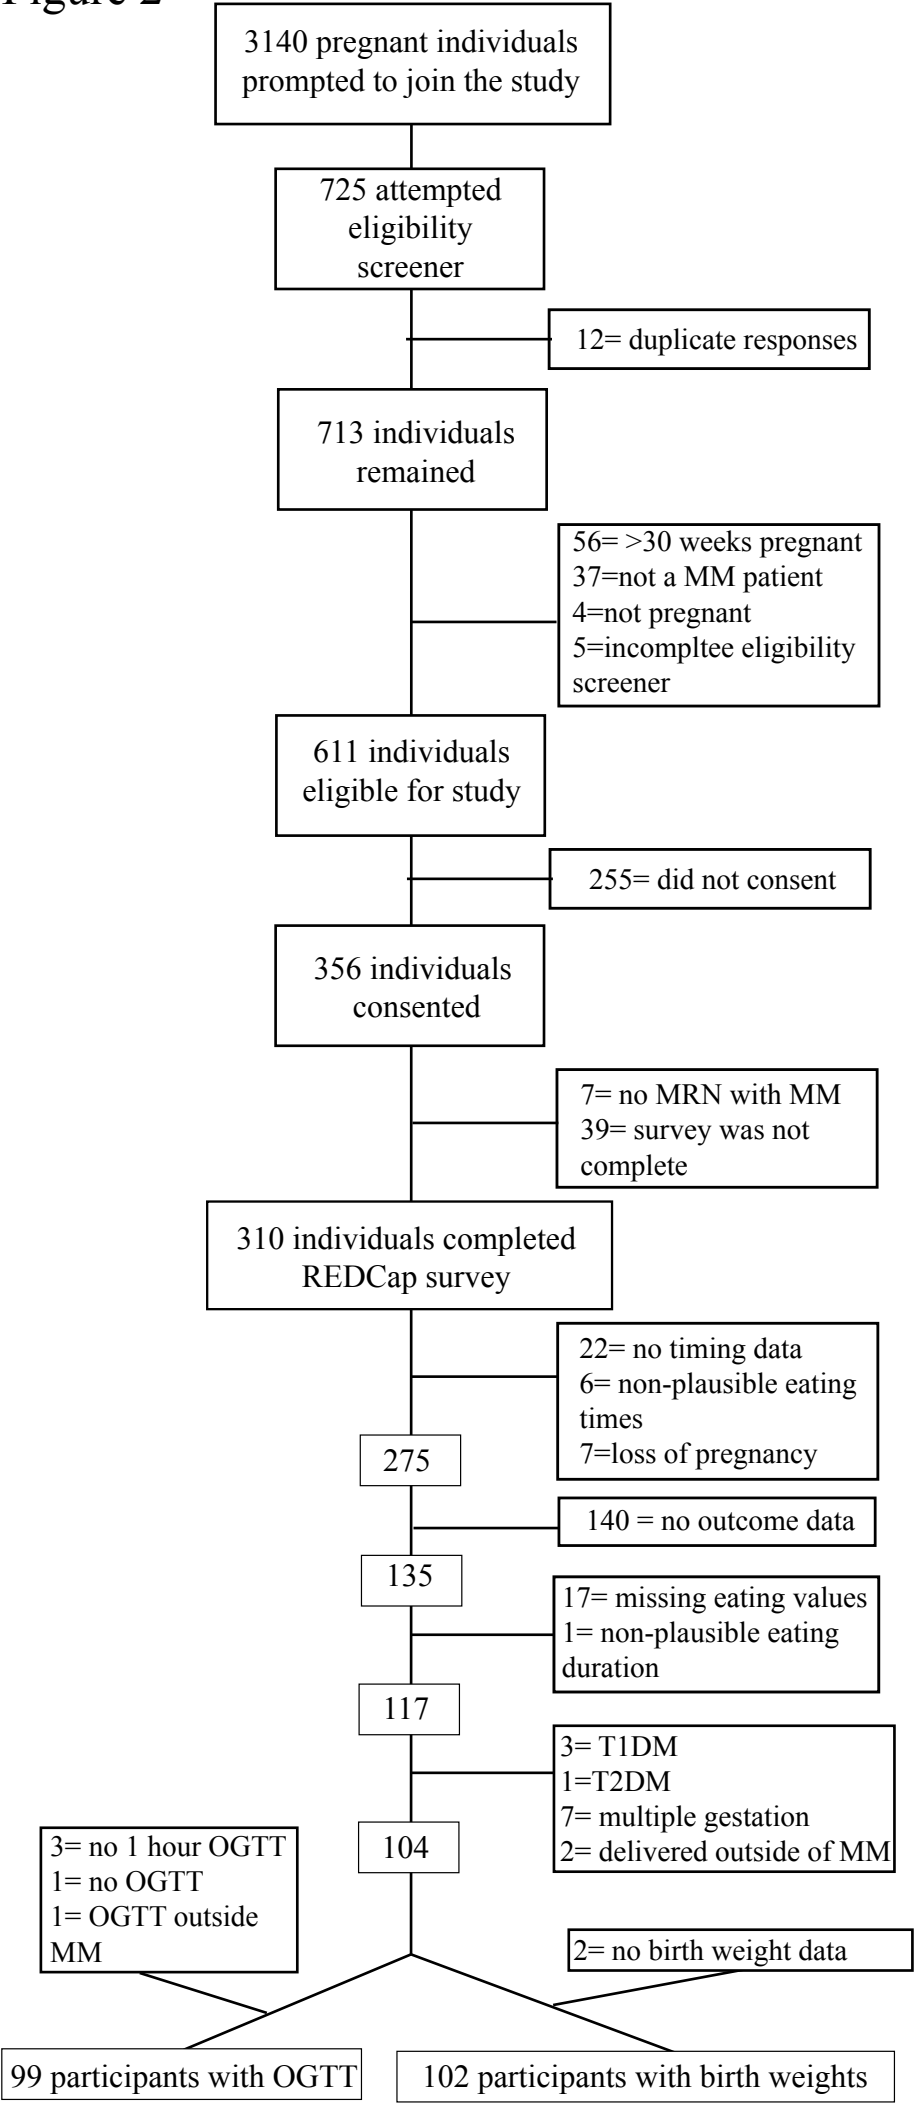 Figure 2
3140 pregnant individuals
prompted to join the study
725 attempted
eligibility
screener
12= duplicate responses
713 individuals
remained
56= >30 weeks pregnant
37=not a MM patient
4=not pregnant
5=incompltee eligibility
screener
611 individuals
eligible for study
255= did not consent
356 individuals
consented
7= no MRN with MM
39= survey was not
complete
310 individuals completed
REDCap survey
22= no timing data
6= non-plausible eating
times
7=loss of pregnancy
275
140 = no outcome data
135
17= missing eating values
1= non-plausible eating
duration
117
3= T1DM
1=T2DM
7= multiple gestation
2= delivered outside of MM
104
3= no 1 hour OGTT
1= no OGTT
1= OGTT outside
MM
2= no birth weight data
99 participants with OGTT
102 participants with birth weights